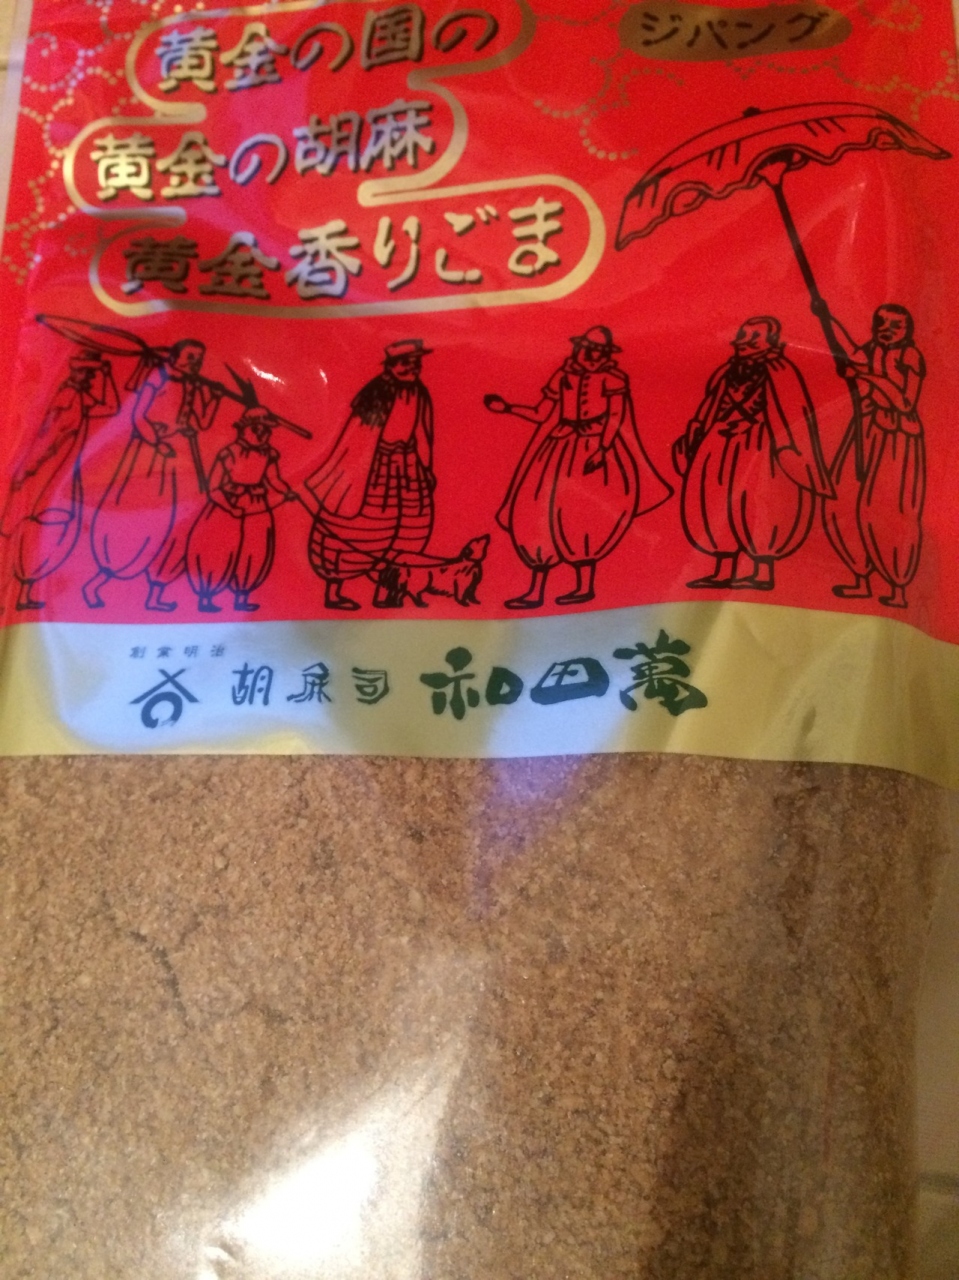 ジパング
黄金の国の
黄金の胡麻
黄金香りごま
創業明治
胡麻司 和田萬